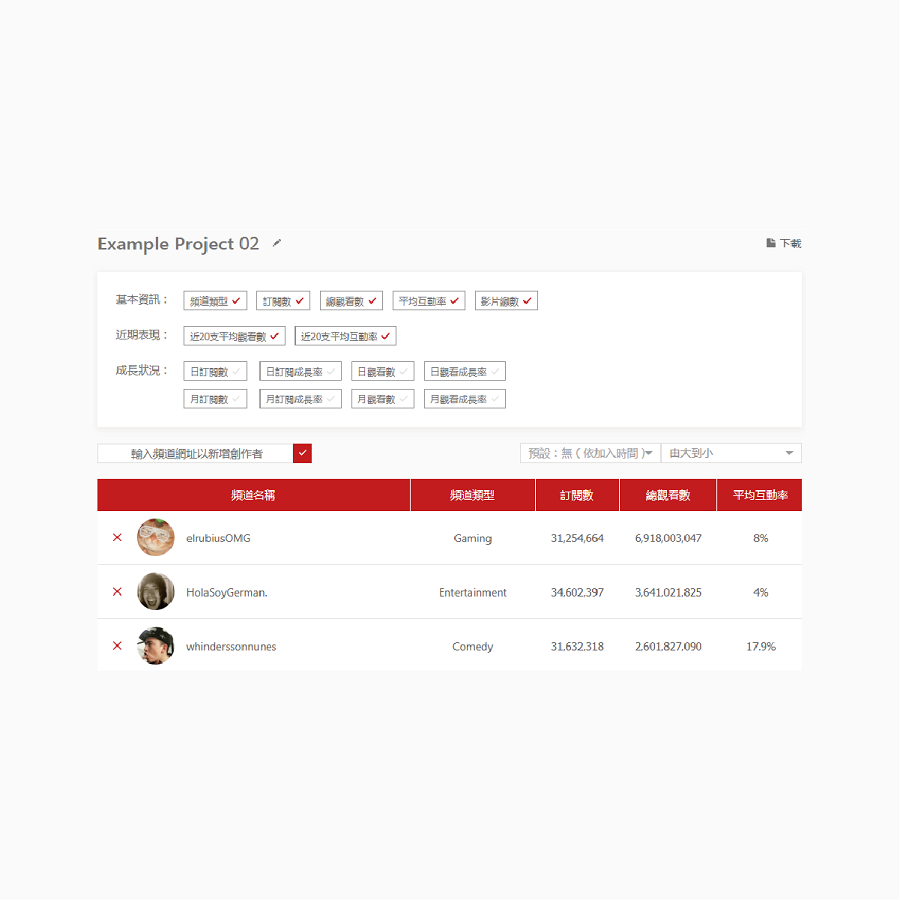 Example Project 02 下載
基本資訊： 頻道類型 訂閱數 總觀看數 平均互動率 影片總數
近期表現： 近20支平均觀看數 近20支平均互動率
成長狀況： 日訂閱數 日訂閱成長率 日觀看數 日觀看成長率
月訂閱數 月訂閱成長率 月觀看數 月觀看成長率
輸入頻道網址以新增創作者 預設：無 ( 依加入時間 ) 由大到小
頻道名稱 頻道類型 訂閱數 總觀看數 平均互動率
elrubiusOMG Gaming 31,254,664 6,918,003,047 8%
HolaSoyGerman. Entertainment 34,602,397 3,641,021,825 4%
whinderssonnunes Comedy 31,632,318 2,601,827,090 17.9%